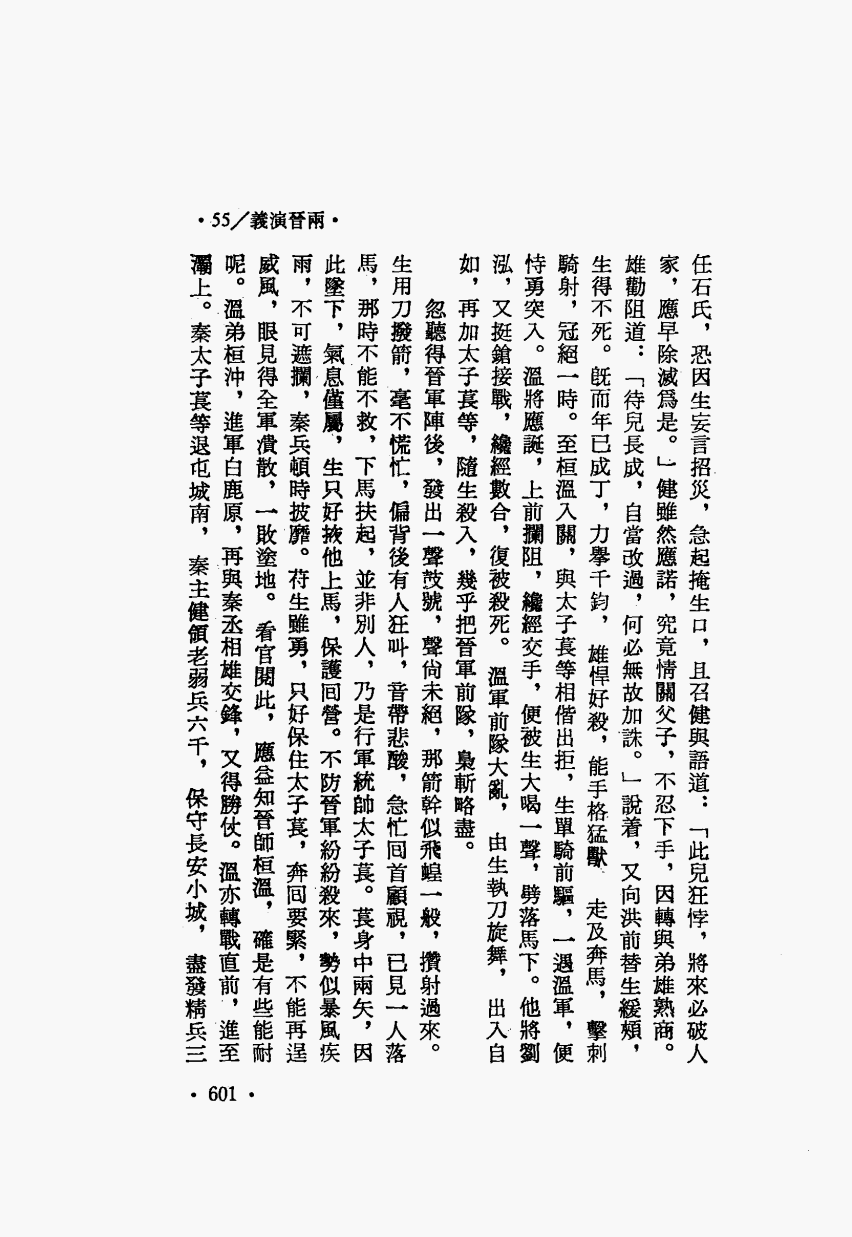 •55／義演晉兩•
任石氏，恐因生妄言招災，急起掩生口，且召健與語道：「此兒狂悖，將來必破人
家，應早除滅爲是。」健雖然應諾，究竟情關父子，不忍下手，因轉與弟雄熟商。
雄勸阻道：「待兒長成，自當改過，何必無故加誅。」說着，又向洪前替生緩頰，
生得不死。旣而年已成丁，力擧千鈞，雄悍好殺，能手格猛獸，走及奔馬，擊刺
騎射，冠絕一時。至桓溫入關，與太子萇等相偕出拒，生單騎前驅，一遇溫軍，便
恃勇突入。溫將應誕，上前攔阻，纔經交手，便被生大喝一聲，劈落馬下。他將劉
泓，又挺鎗接戰，纔經數合，復被殺死。溫軍前隊大亂，由生執刀旋舞，出入自
如，再加太子萇等，隨生殺入，幾乎把晉軍前隊，梟斬略盡。
忽聽得晉軍陣後，發出一聲鼓號，聲尙未絕，那箭幹似飛蝗一般，攢射過來。
生用刀撥箭，毫不慌忙，偏背後有人狂叫，音帶悲酸，急忙囘首顧視，已見一人落
馬，那時不能不救，下馬扶起，並非別人，乃是行軍統帥太子萇。萇身中兩矢，因
此墜下，氣息僅屬，生只好掖他上馬，保護囘營。不防晉軍紛紛殺來，勢似暴風疾
雨，不可遮攔，秦兵頓時披靡。苻生雖勇，只好保住太子萇，奔囘要緊，不能再逞
威風，眼見得全軍潰散，一敗塗地。看官閱此，應益知晉師桓溫，確是有些能耐
呢。溫弟桓沖，進軍白鹿原，再與秦丞相雄交鋒，又得勝仗。溫亦轉戰直前，進至
灞上。秦太子萇等退屯城南，秦主健領老弱兵六千，保守長安小城，盡發精兵三
•601•